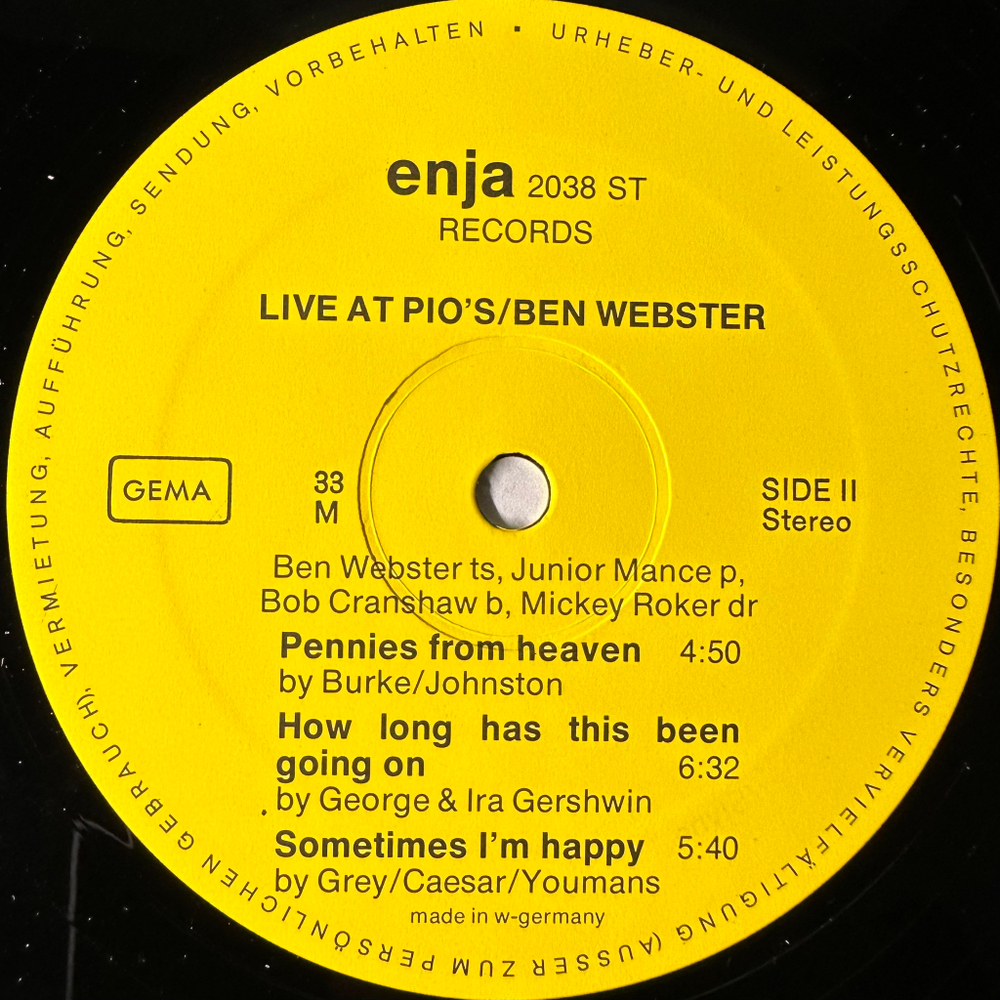 URHEBER- UND LEISTUNGSSCHUTZRECHTE, BESONDERS VERVIELFÄLTIGUNG (AUSSER ZUM PERSÖNLICHEN GEBRAUCH), VERMIETUNG, AUFFÜHRUNG, SENDUNG, VORBEHALTEN ▪
enja 2038 ST
RECORDS
LIVE AT PIO'S/BEN WEBSTER
GEMA
33
M
SIDE II
Stereo
Ben Webster ts, Junior Mance p,
Bob Cranshaw b, Mickey Roker dr
Pennies from heaven 4:50
by Burke/Johnston
How long has this been
going on 6:32
by George & Ira Gershwin
Sometimes I'm happy 5:40
by Grey/Caesar/Youmans
made in w-germany